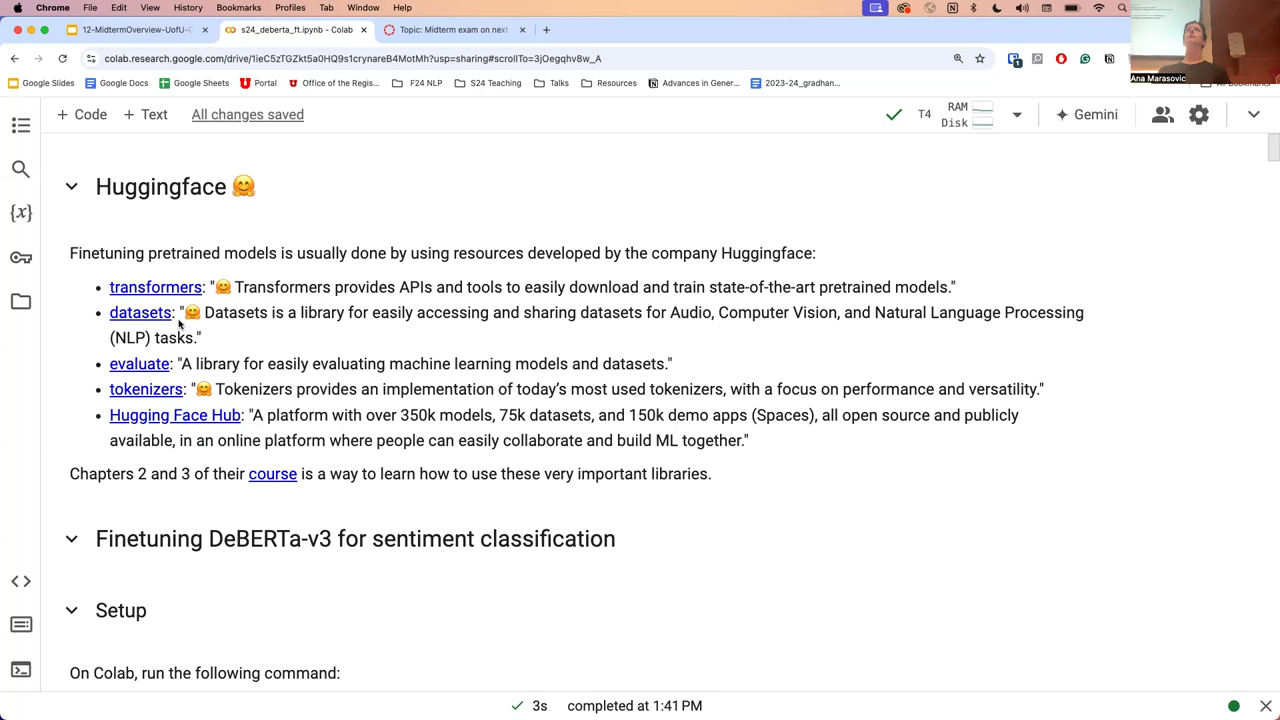 Chrome File Edit View History Bookmarks Profiles Tab Window Help
12-MidtermOverview-UofU-C
s24_deberta_ft.ipynb - Colab
Topic: Midterm exam on next
colab.research.google.com/drive/1ieC5zTGZkt5aOHQ9s1crynareB4MotMh?usp=sharing#scrollTo=3jOegqhv8w_A
Google Slides Google Docs Google Sheets Portal Office of the Regis... F24 NLP S24 Teaching Talks Resources Advances in Gener... 2023-24_gradhan...
+ Code + Text All changes saved
T4 RAM Disk Gemini
Ana Marasovic
Huggingface 🤗
Finetuning pretrained models is usually done by using resources developed by the company Huggingface:
• transformers: "🤗 Transformers provides APIs and tools to easily download and train state-of-the-art pretrained models."
• datasets: "🤗 Datasets is a library for easily accessing and sharing datasets for Audio, Computer Vision, and Natural Language Processing
(NLP) tasks."
• evaluate: "A library for easily evaluating machine learning models and datasets."
• tokenizers: "🤗 Tokenizers provides an implementation of today's most used tokenizers, with a focus on performance and versatility."
• Hugging Face Hub: "A platform with over 350k models, 75k datasets, and 150k demo apps (Spaces), all open source and publicly
available, in an online platform where people can easily collaborate and build ML together."
Chapters 2 and 3 of their course is a way to learn how to use these very important libraries.
Finetuning DeBERTa-v3 for sentiment classification
Setup
On Colab, run the following command:
3s completed at 1:41 PM